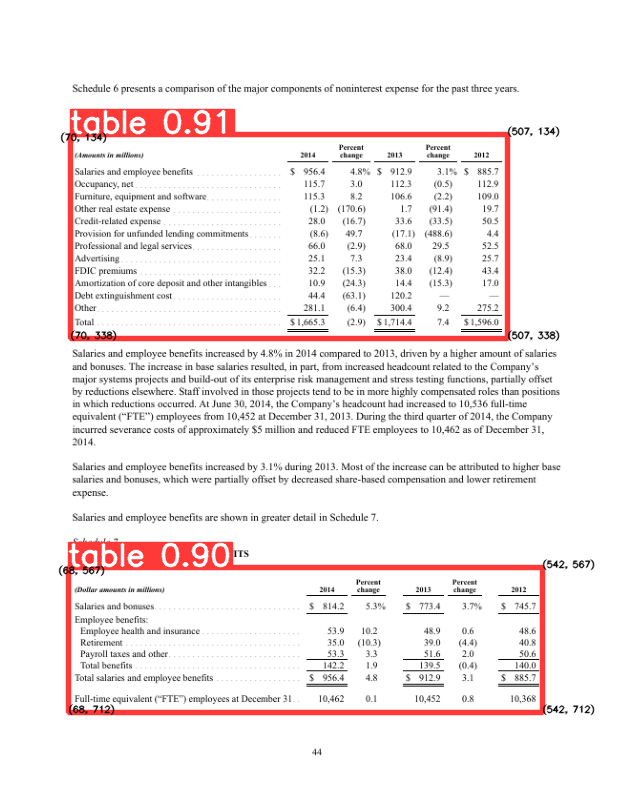 Schedule 6 presents a comparison of the major components of noninterest expense for the past three years.
table 0.91
(70, 134) (507, 134)
(Amounts in millions) 2014 Percent change 2013 Percent change 2012
Salaries and employee benefits $ 956.4 4.8% $ 912.9 3.1% $ 885.7
Occupancy, net 115.7 3.0 112.3 (0.5) 112.9
Furniture, equipment and software 115.3 8.2 106.6 (2.2) 109.0
Other real estate expense (1.2) (170.6) 1.7 (91.4) 19.7
Credit-related expense 28.0 (16.7) 33.6 (33.5) 50.5
Provision for unfunded lending commitments (8.6) 49.7 (17.1) (488.6) 4.4
Professional and legal services 66.0 (2.9) 68.0 29.5 52.5
Advertising 25.1 7.3 23.4 (8.9) 25.7
FDIC premiums 32.2 (15.3) 38.0 (12.4) 43.4
Amortization of core deposit and other intangibles 10.9 (24.3) 14.4 (15.3) 17.0
Debt extinguishment cost 44.4 (63.1) 120.2 — —
Other 281.1 (6.4) 300.4 9.2 275.2
Total $ 1,665.3 (2.9) $ 1,714.4 7.4 $ 1,596.0
(70, 338) (507, 338)
Salaries and employee benefits increased by 4.8% in 2014 compared to 2013, driven by a higher amount of salaries
and bonuses. The increase in base salaries resulted, in part, from increased headcount related to the Company’s
major systems projects and build-out of its enterprise risk management and stress testing functions, partially offset
by reductions elsewhere. Staff involved in those projects tend to be in more highly compensated roles than positions
in which reductions occurred. At June 30, 2014, the Company’s headcount had increased to 10,536 full-time
equivalent (“FTE”) employees from 10,452 at December 31, 2013. During the third quarter of 2014, the Company
incurred severance costs of approximately $5 million and reduced FTE employees to 10,462 as of December 31,
2014.
Salaries and employee benefits increased by 3.1% during 2013. Most of the increase can be attributed to higher base
salaries and bonuses, which were partially offset by decreased share-based compensation and lower retirement
expense.
Salaries and employee benefits are shown in greater detail in Schedule 7.
Schedule 7
table 0.90
(68, 567) (542, 567)
(Dollar amounts in millions) 2014 Percent change 2013 Percent change 2012
Salaries and bonuses $ 814.2 5.3% $ 773.4 3.7% $ 745.7
Employee benefits:
Employee health and insurance 53.9 10.2 48.9 0.6 48.6
Retirement 35.0 (10.3) 39.0 (4.4) 40.8
Payroll taxes and other 53.3 3.3 51.6 2.0 50.6
Total benefits 142.2 1.9 139.5 (0.4) 140.0
Total salaries and employee benefits $ 956.4 4.8 $ 912.9 3.1 $ 885.7
Full-time equivalent (“FTE”) employees at December 31 10,462 0.1 10,452 0.8 10,368
(68, 712) (542, 712)
44